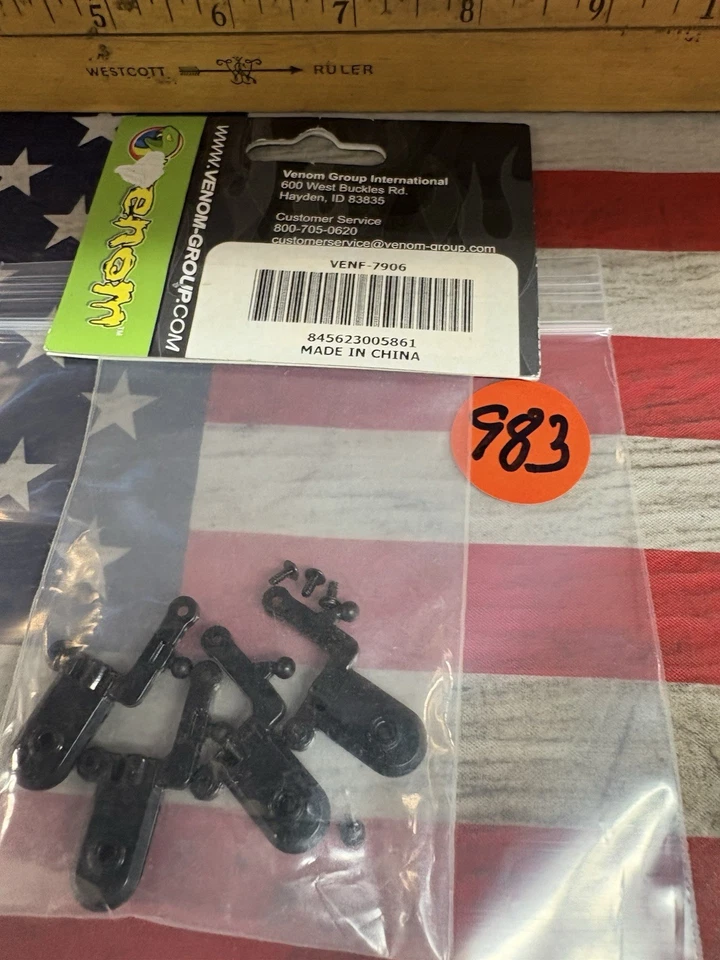 5 6 7 8 9 1
WESTCOTT RULER
Venom
WWW.VENOM-GROUP.COM
Venom Group International
600 West Buckles Rd.
Hayden, ID 83835
Customer Service
800-705-0620
customerservice@venom-group.com
VENF-7906
845623005861
MADE IN CHINA
983